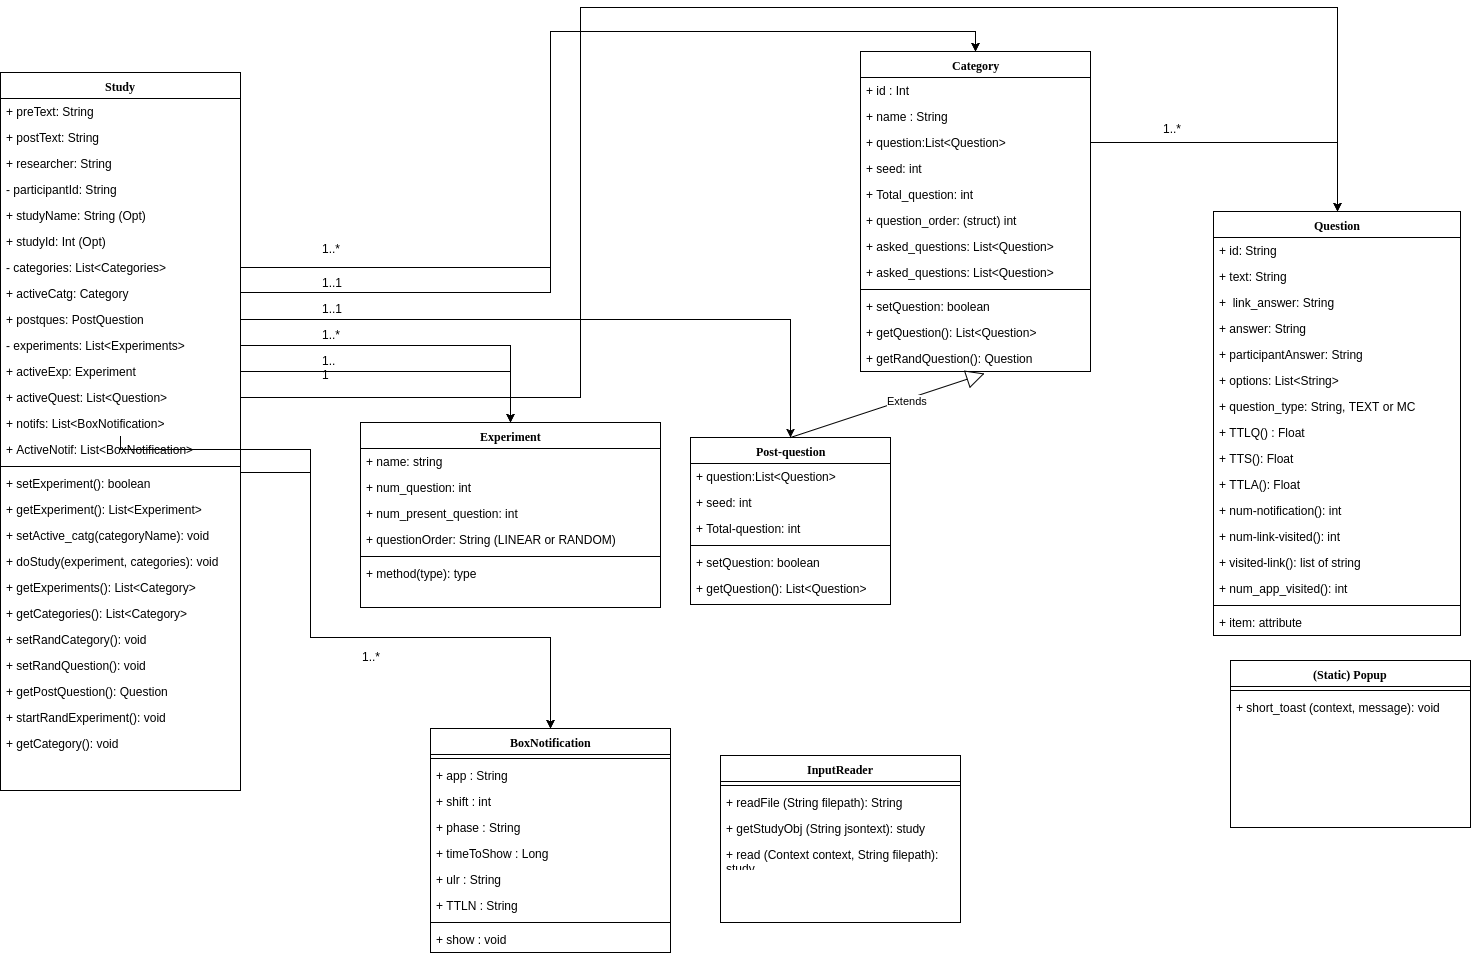 Study
+ preText: String
+ postText: String
+ researcher: String
- participantId: String
+ studyName: String (Opt)
+ studyId: Int (Opt)
- categories: List<Categories>
+ activeCatg: Category
+ postques: PostQuestion
- experiments: List<Experiments>
+ activeExp: Experiment
+ activeQuest: List<Question>
+ notifs: List<BoxNotification>
+ ActiveNotif: List<BoxNotification>
+ setExperiment(): boolean
+ getExperiment(): List<Experiment>
+ setActive_catg(categoryName): void
+ doStudy(experiment, categories): void
+ getExperiments(): List<Category>
+ getCategories(): List<Category>
+ setRandCategory(): void
+ setRandQuestion(): void
+ getPostQuestion(): Question
+ startRandExperiment(): void
+ getCategory(): void
1..*
1..1
1..1
1..*
1..
1
1..*
Category
+ id : Int
+ name : String
+ question:List<Question>
+ seed: int
+ Total_question: int
+ question_order: (struct) int
+ asked_questions: List<Question>
+ asked_questions: List<Question>
+ setQuestion: boolean
+ getQuestion(): List<Question>
+ getRandQuestion(): Question
1..*
Extends
Question
+ id: String
+ text: String
+  link_answer: String
+ answer: String
+ participantAnswer: String
+ options: List<String>
+ question_type: String, TEXT or MC
+ TTLQ() : Float
+ TTS(): Float
+ TTLA(): Float
+ num-notification(): int
+ num-link-visited(): int
+ visited-link(): list of string
+ num_app_visited(): int
+ item: attribute
Experiment
+ name: string
+ num_question: int
+ num_present_question: int
+ questionOrder: String (LINEAR or RANDOM)
+ method(type): type
Post-question
+ question:List<Question>
+ seed: int
+ Total-question: int
+ setQuestion: boolean
+ getQuestion(): List<Question>
BoxNotification
+ app : String
+ shift : int
+ phase : String
+ timeToShow : Long
+ ulr : String
+ TTLN : String
+ show : void
InputReader
+ readFile (String filepath): String
+ getStudyObj (String jsontext): study
+ read (Context context, String filepath):
study
(Static) Popup
+ short_toast (context, message): void